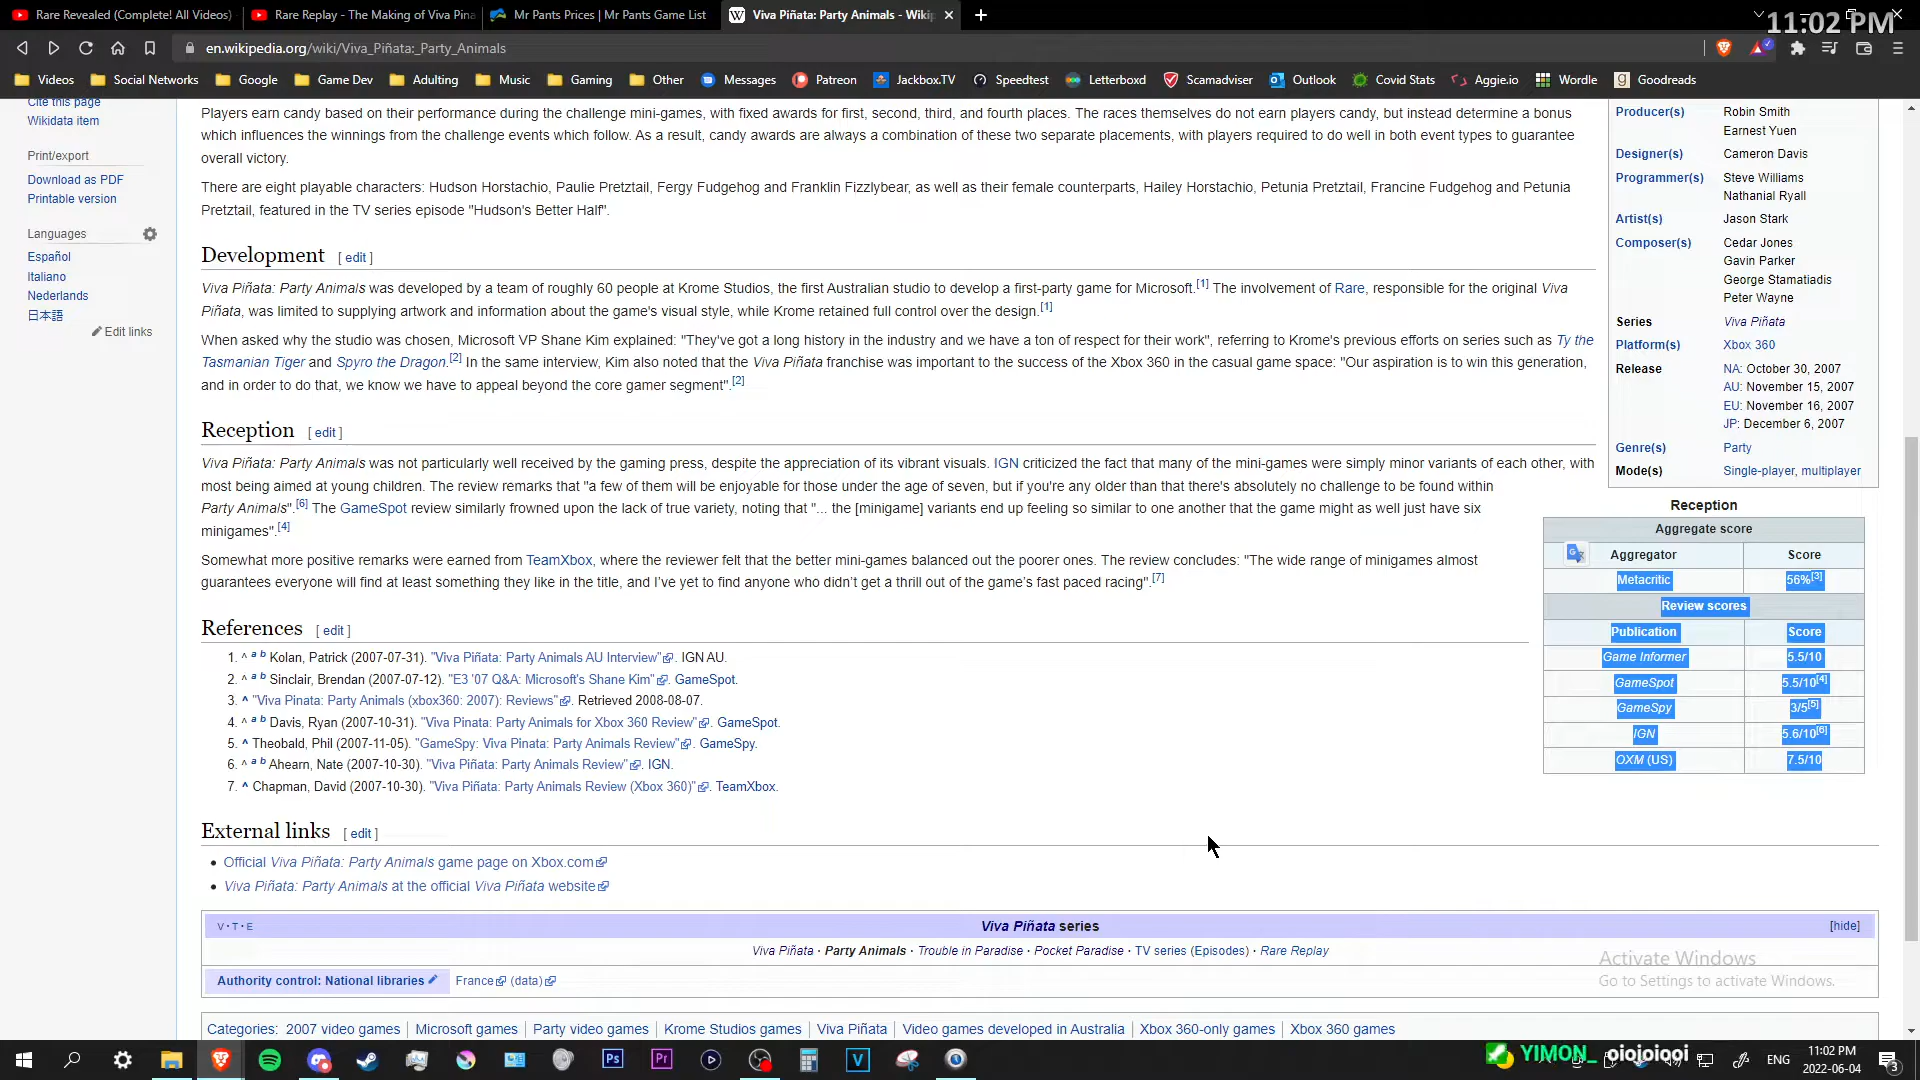 Rare Revealed (Complete! All Videos)
Rare Replay - The Making of Viva Pina
Mr Pants Prices | Mr Pants Game List
Viva Piñata: Party Animals - Wikip
11:02 PM
en.wikipedia.org/wiki/Viva_Piñata:_Party_Animals
Videos Social Networks Google Game Dev Adulting Music Gaming Other Messages Patreon Jackbox.TV Speedtest Letterboxd Scamadviser Outlook Covid Stats Aggie.io Wordle Goodreads
Cite this page
Wikidata item
Print/export
Download as PDF
Printable version
Languages
Español
Italiano
Nederlands
日本語
Edit links
Players earn candy based on their performance during the challenge mini-games, with fixed awards for first, second, third, and fourth places. The races themselves do not earn players candy, but instead determine a bonus
which influences the winnings from the challenge events which follow. As a result, candy awards are always a combination of these two separate placements, with players required to do well in both event types to guarantee
overall victory.
There are eight playable characters: Hudson Horstachio, Paulie Pretztail, Fergy Fudgehog and Franklin Fizzlybear, as well as their female counterparts, Hailey Horstachio, Petunia Pretztail, Francine Fudgehog and Petunia
Pretztail, featured in the TV series episode "Hudson's Better Half".
Development [ edit ]
Viva Piñata: Party Animals was developed by a team of roughly 60 people at Krome Studios, the first Australian studio to develop a first-party game for Microsoft.[1] The involvement of Rare, responsible for the original Viva
Piñata, was limited to supplying artwork and information about the game's visual style, while Krome retained full control over the design.[1]
When asked why the studio was chosen, Microsoft VP Shane Kim explained: "They've got a long history in the industry and we have a ton of respect for their work", referring to Krome's previous efforts on series such as Ty the
Tasmanian Tiger and Spyro the Dragon.[2] In the same interview, Kim also noted that the Viva Piñata franchise was important to the success of the Xbox 360 in the casual game space: "Our aspiration is to win this generation,
and in order to do that, we know we have to appeal beyond the core gamer segment".[2]
Reception [ edit ]
Viva Piñata: Party Animals was not particularly well received by the gaming press, despite the appreciation of its vibrant visuals. IGN criticized the fact that many of the mini-games were simply minor variants of each other, with
most being aimed at young children. The review remarks that "a few of them will be enjoyable for those under the age of seven, but if you're any older than that there's absolutely no challenge to be found within
Party Animals".[6] The GameSpot review similarly frowned upon the lack of true variety, noting that "... the [minigame] variants end up feeling so similar to one another that the game might as well just have six
minigames".[4]
Somewhat more positive remarks were earned from TeamXbox, where the reviewer felt that the better mini-games balanced out the poorer ones. The review concludes: "The wide range of minigames almost
guarantees everyone will find at least something they like in the title, and I've yet to find anyone who didn't get a thrill out of the game's fast paced racing".[7]
References [ edit ]
1. ^ a b Kolan, Patrick (2007-07-31). "Viva Piñata: Party Animals AU Interview". IGN AU.
2. ^ a b Sinclair, Brendan (2007-07-12). "E3 '07 Q&A: Microsoft's Shane Kim". GameSpot.
3. ^ "Viva Pinata: Party Animals (xbox360: 2007): Reviews". Retrieved 2008-08-07.
4. ^ a b Davis, Ryan (2007-10-31). "Viva Pinata: Party Animals for Xbox 360 Review". GameSpot.
5. ^ Theobald, Phil (2007-11-05). "GameSpy: Viva Pinata: Party Animals Review". GameSpy.
6. ^ a b Ahearn, Nate (2007-10-30). "Viva Piñata: Party Animals Review". IGN.
7. ^ Chapman, David (2007-10-30). "Viva Piñata: Party Animals Review (Xbox 360)". TeamXbox.
External links [ edit ]
• Official Viva Piñata: Party Animals game page on Xbox.com
• Viva Piñata: Party Animals at the official Viva Piñata website
Producer(s) Robin Smith
Earnest Yuen
Designer(s) Cameron Davis
Programmer(s) Steve Williams
Nathanial Ryall
Artist(s) Jason Stark
Composer(s) Cedar Jones
Gavin Parker
George Stamatiadis
Peter Wayne
Series Viva Piñata
Platform(s) Xbox 360
Release NA: October 30, 2007
AU: November 15, 2007
EU: November 16, 2007
JP: December 6, 2007
Genre(s) Party
Mode(s) Single-player, multiplayer
Reception
Aggregate score
Aggregator Score
Metacritic 56%[3]
Review scores
Publication Score
Game Informer 5.5/10
GameSpot 5.5/10[4]
GameSpy 3/5[5]
IGN 5.6/10[6]
OXM (US) 7.5/10
V·T·E Viva Piñata series [hide]
Viva Piñata · Party Animals · Trouble in Paradise · Pocket Paradise · TV series (Episodes) · Rare Replay
Authority control: National libraries France (data)
Activate Windows
Go to Settings to activate Windows.
Categories: 2007 video games | Microsoft games | Party video games | Krome Studios games | Viva Piñata | Video games developed in Australia | Xbox 360-only games | Xbox 360 games
Ps Pr V
YIMON_ oiojoiooi
ENG
11:02 PM
2022-06-04
3